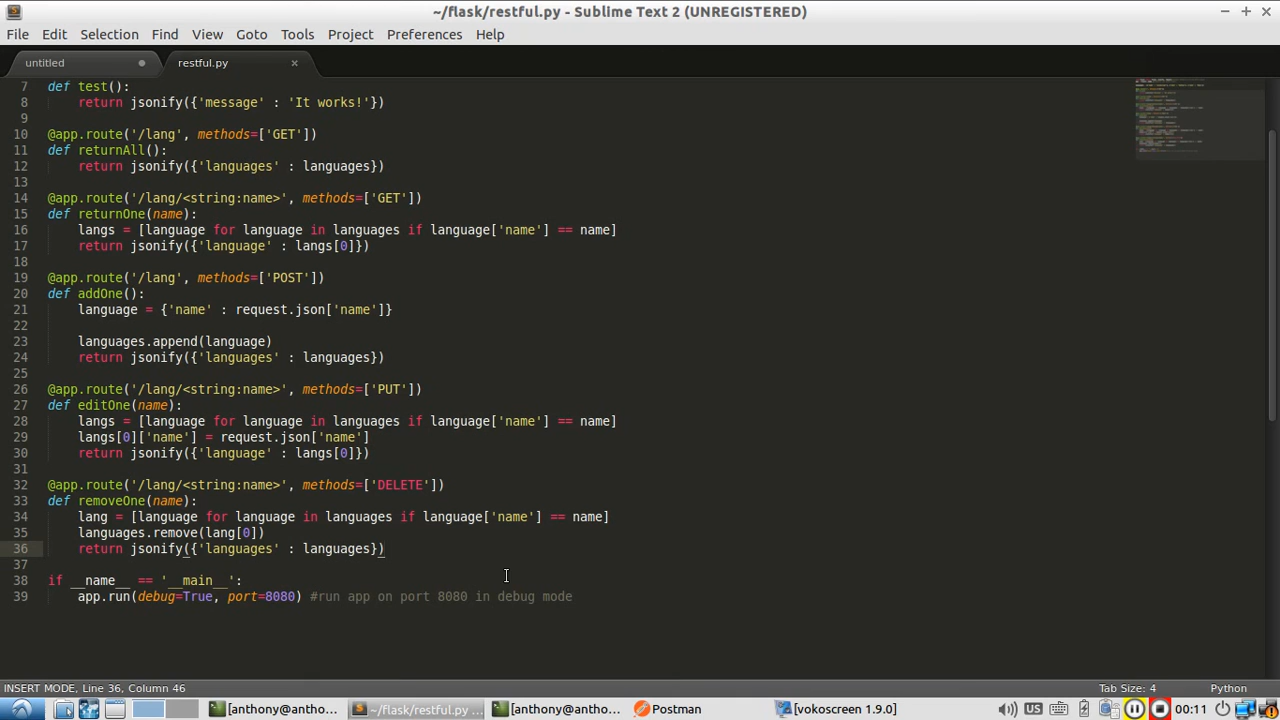 ~/flask/restful.py - Sublime Text 2 (UNREGISTERED)
File Edit Selection Find View Goto Tools Project Preferences Help
untitled restful.py
7 def test():
8     return jsonify({'message' : 'It works!'})
9
10 @app.route('/lang', methods=['GET'])
11 def returnAll():
12     return jsonify({'languages' : languages})
13
14 @app.route('/lang/<string:name>', methods=['GET'])
15 def returnOne(name):
16     langs = [language for language in languages if language['name'] == name]
17     return jsonify({'language' : langs[0]})
18
19 @app.route('/lang', methods=['POST'])
20 def addOne():
21     language = {'name' : request.json['name']}
22
23     languages.append(language)
24     return jsonify({'languages' : languages})
25
26 @app.route('/lang/<string:name>', methods=['PUT'])
27 def editOne(name):
28     langs = [language for language in languages if language['name'] == name]
29     langs[0]['name'] = request.json['name']
30     return jsonify({'language' : langs[0]})
31
32 @app.route('/lang/<string:name>', methods=['DELETE'])
33 def removeOne(name):
34     lang = [language for language in languages if language['name'] == name]
35     languages.remove(lang[0])
36     return jsonify({'languages' : languages})
37
38 if __name__ == '__main__':
39     app.run(debug=True, port=8080) #run app on port 8080 in debug mode
INSERT MODE, Line 36, Column 46 Tab Size: 4 Python
[anthony@antho... ~/flask/restful.py ... [anthony@antho... Postman [vokoscreen 1.9.0] US 00:11